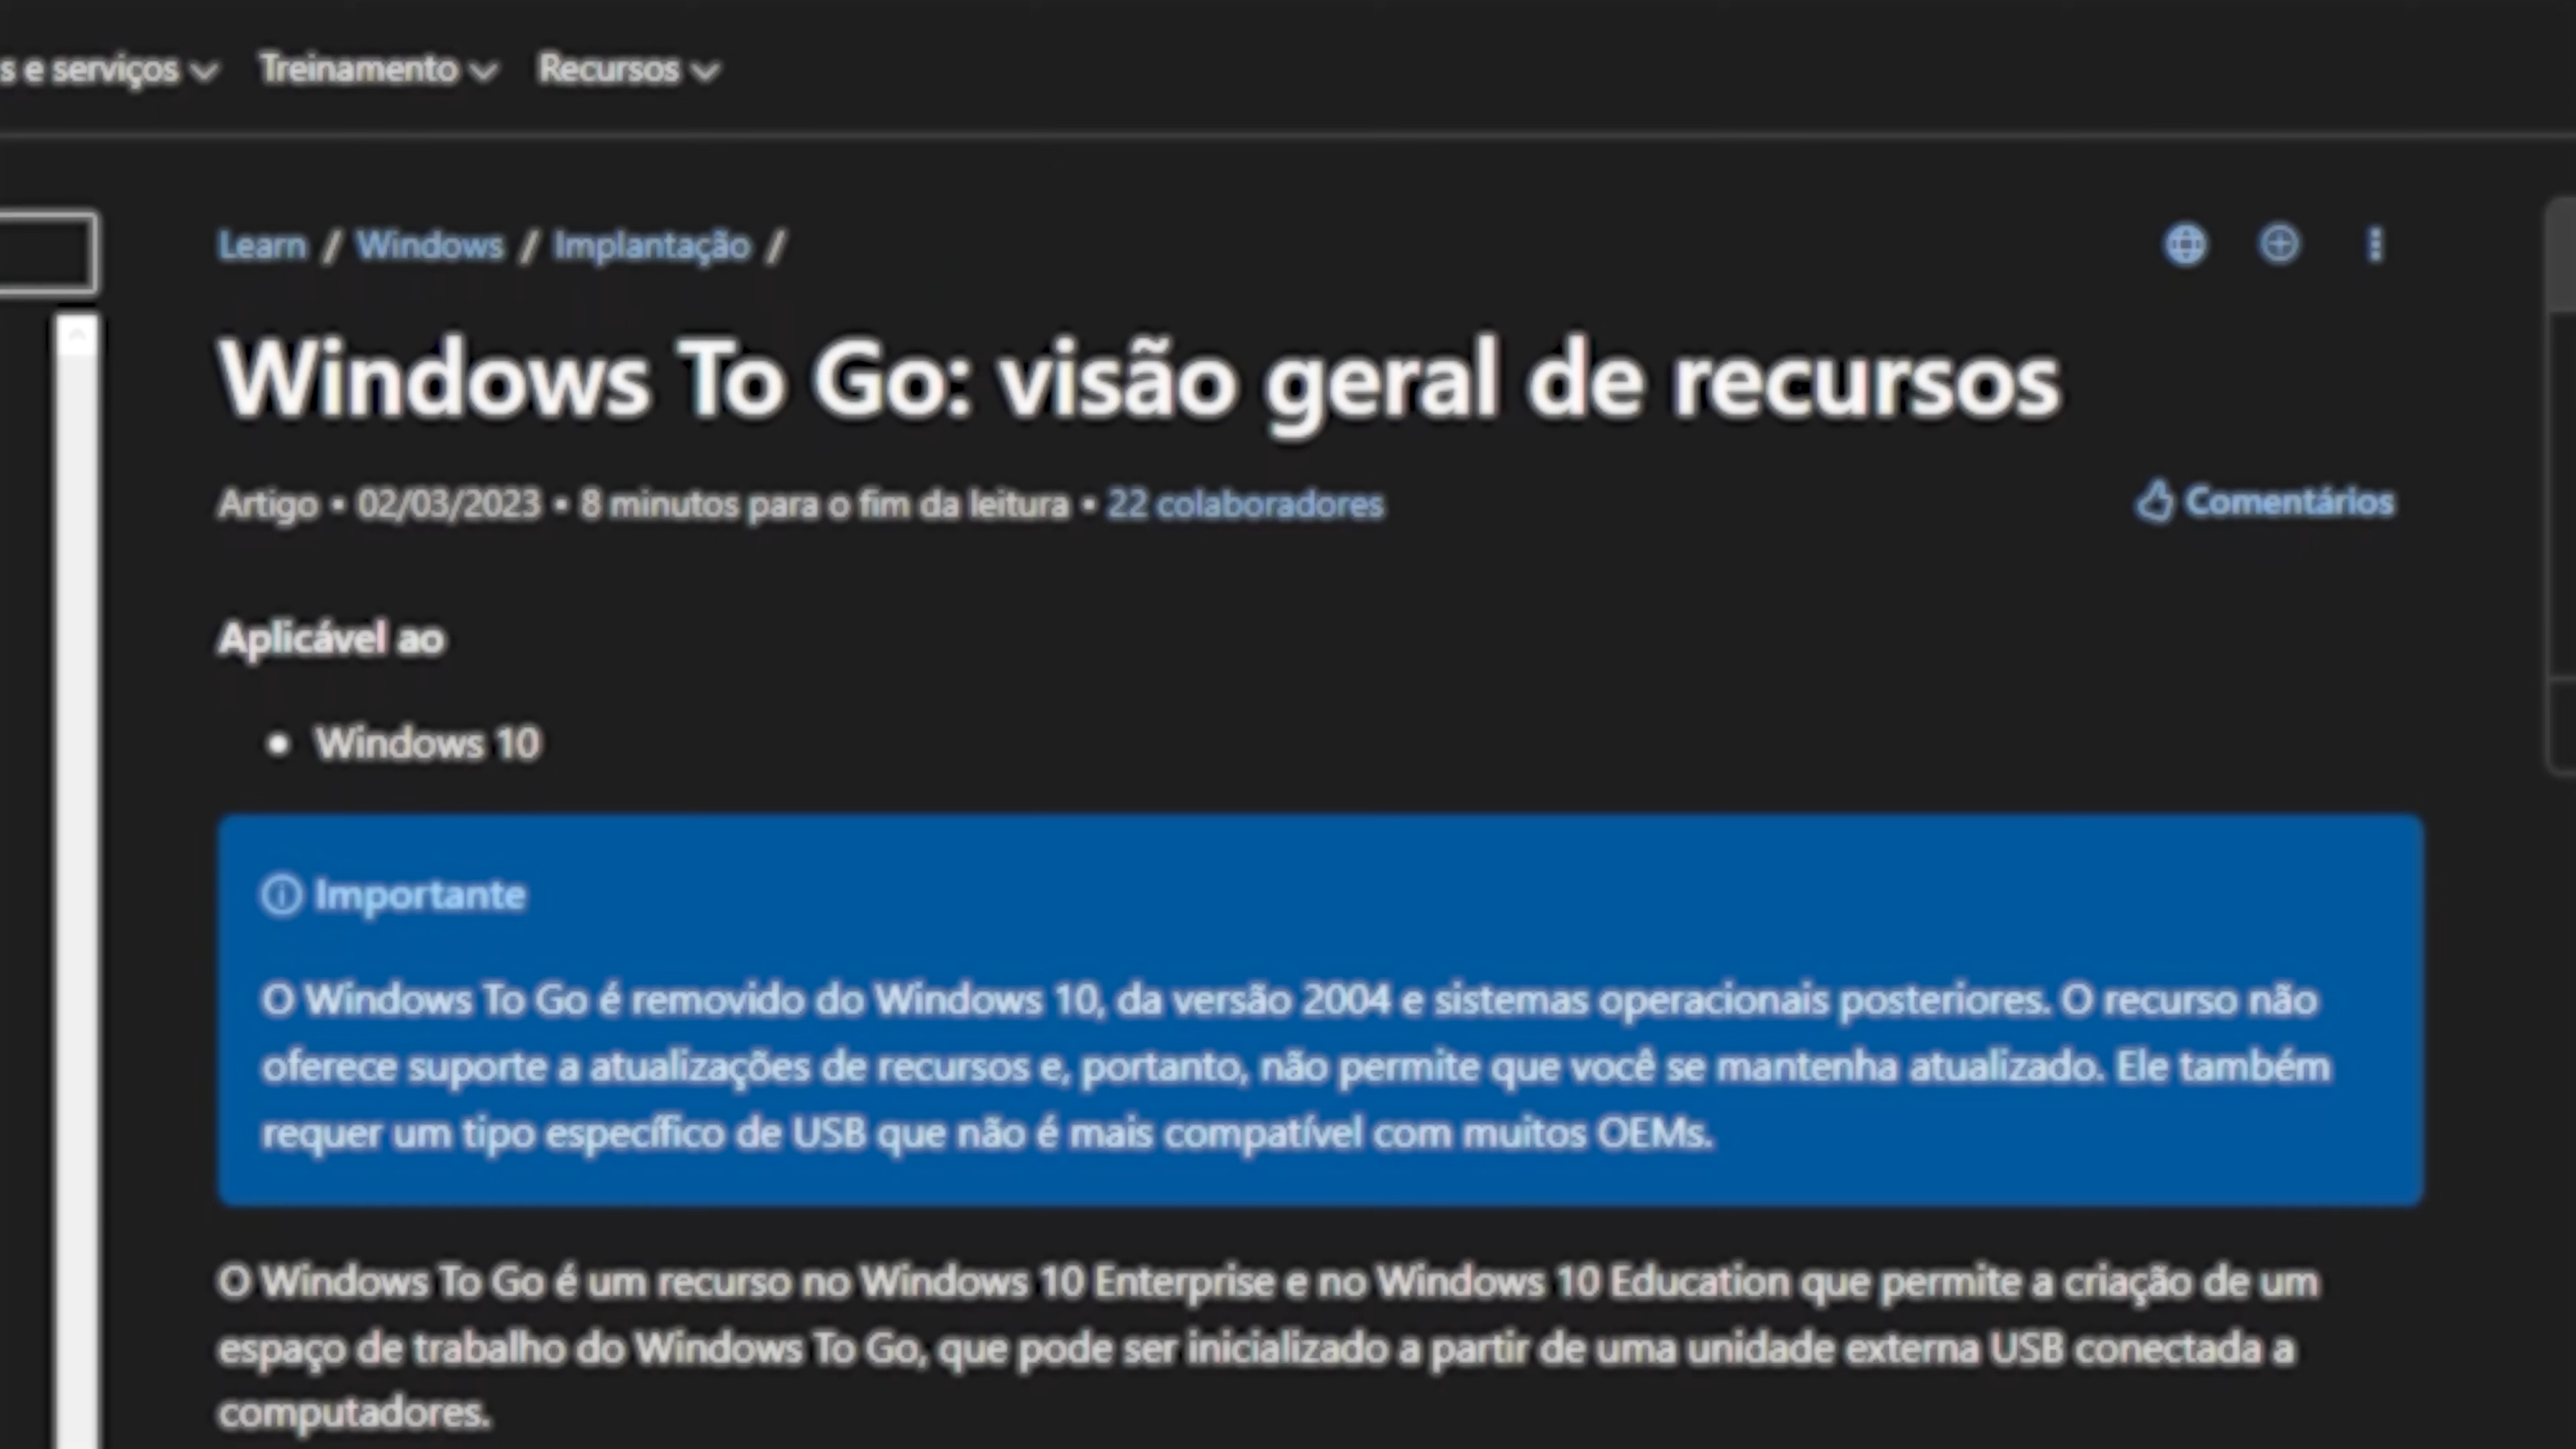 s e serviços Treinamento Recursos
Learn / Windows / Implantação /
Windows To Go: visão geral de recursos
Artigo • 02/03/2023 • 8 minutos para o fim da leitura • 22 colaboradores
Comentários
Aplicável ao
• Windows 10
Importante
O Windows To Go é removido do Windows 10, da versão 2004 e sistemas operacionais posteriores. O recurso não
oferece suporte a atualizações de recursos e, portanto, não permite que você se mantenha atualizado. Ele também
requer um tipo específico de USB que não é mais compatível com muitos OEMs.
O Windows To Go é um recurso no Windows 10 Enterprise e no Windows 10 Education que permite a criação de um
espaço de trabalho do Windows To Go, que pode ser inicializado a partir de uma unidade externa USB conectada a
computadores.